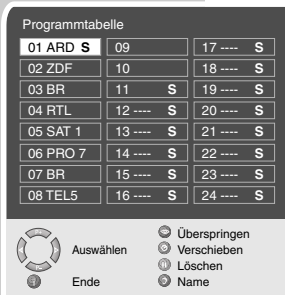 Programmtabelle
01 ARD S 09 17 ---- S
02 ZDF 10 18 ---- S
03 BR 11 S 19 ---- S
04 RTL 12 ---- S 20 ---- S
05 SAT 1 13 ---- S 21 ---- S
06 PRO 7 14 ---- S 22 ---- S
07 BR 15 ---- S 23 ---- S
08 TEL5 16 ---- S 24 ---- S
Überspringen
Auswählen Verschieben
Löschen
Ende Name